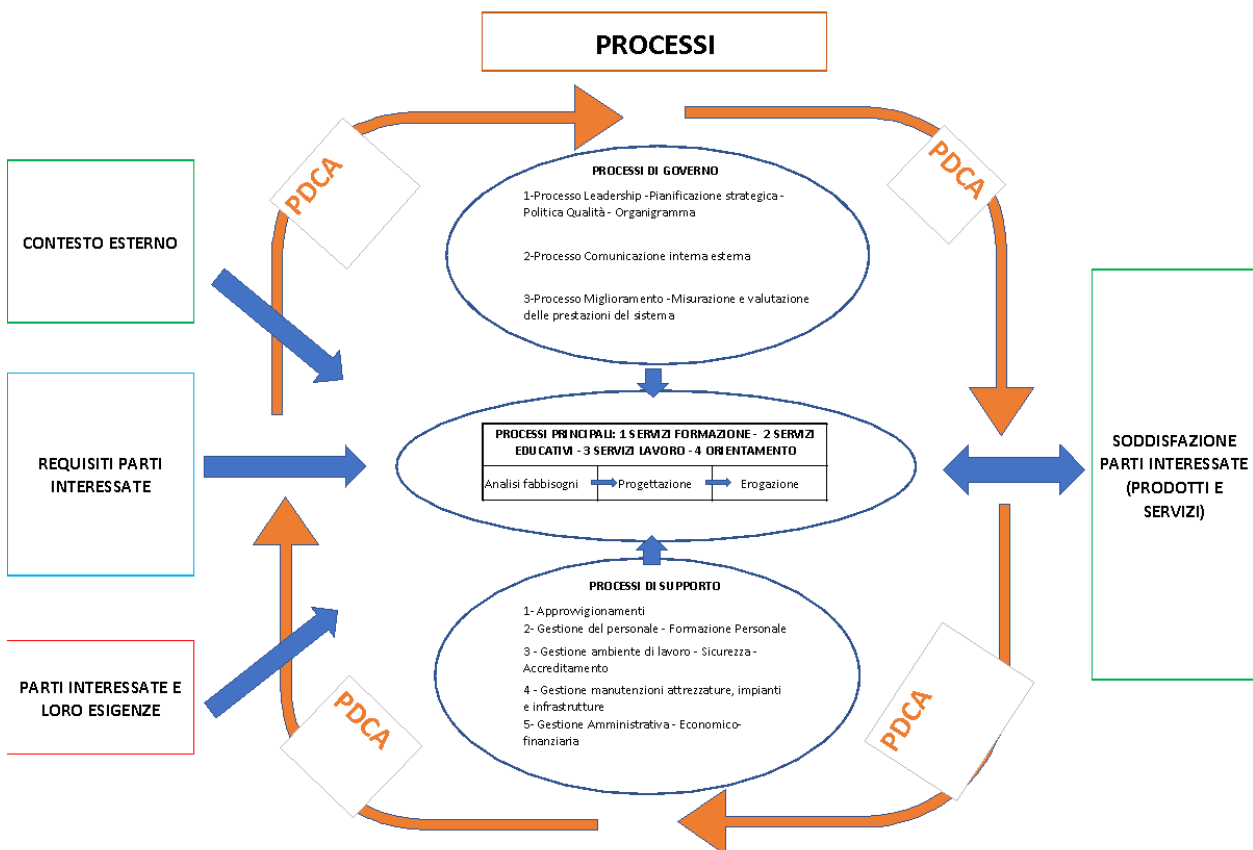 PROCESSI
PDCA
PDCA
CONTESTO ESTERNO
PROCESSI DI GOVERNO
1-Processo Leadership -Pianificazione strategica -
Politica Qualità - Organigramma
2-Processo Comunicazione interna esterna
3-Processo Miglioramento -Misurazione e valutazione
delle prestazioni del sistema
REQUISITI PARTI
INTERESSATE
PROCESSI PRINCIPALI: 1 SERVIZI FORMAZIONE - 2 SERVIZI
EDUCATIVI - 3 SERVIZI LAVORO - 4 ORIENTAMENTO
Analisi fabbisogni Progettazione Erogazione
SODDISFAZIONE
PARTI INTERESSATE
(PRODOTTI E
SERVIZI)
PARTI INTERESSATE E
LORO ESIGENZE
PROCESSI DI SUPPORTO
1- Approvvigionamenti
2- Gestione del personale - Formazione Personale
3 - Gestione ambiente di lavoro - Sicurezza -
Accreditamento
4 - Gestione manutenzioni attrezzature, impianti
e infrastrutture
5- Gestione Amministrativa - Economico-
finanziaria
PDCA
PDCA